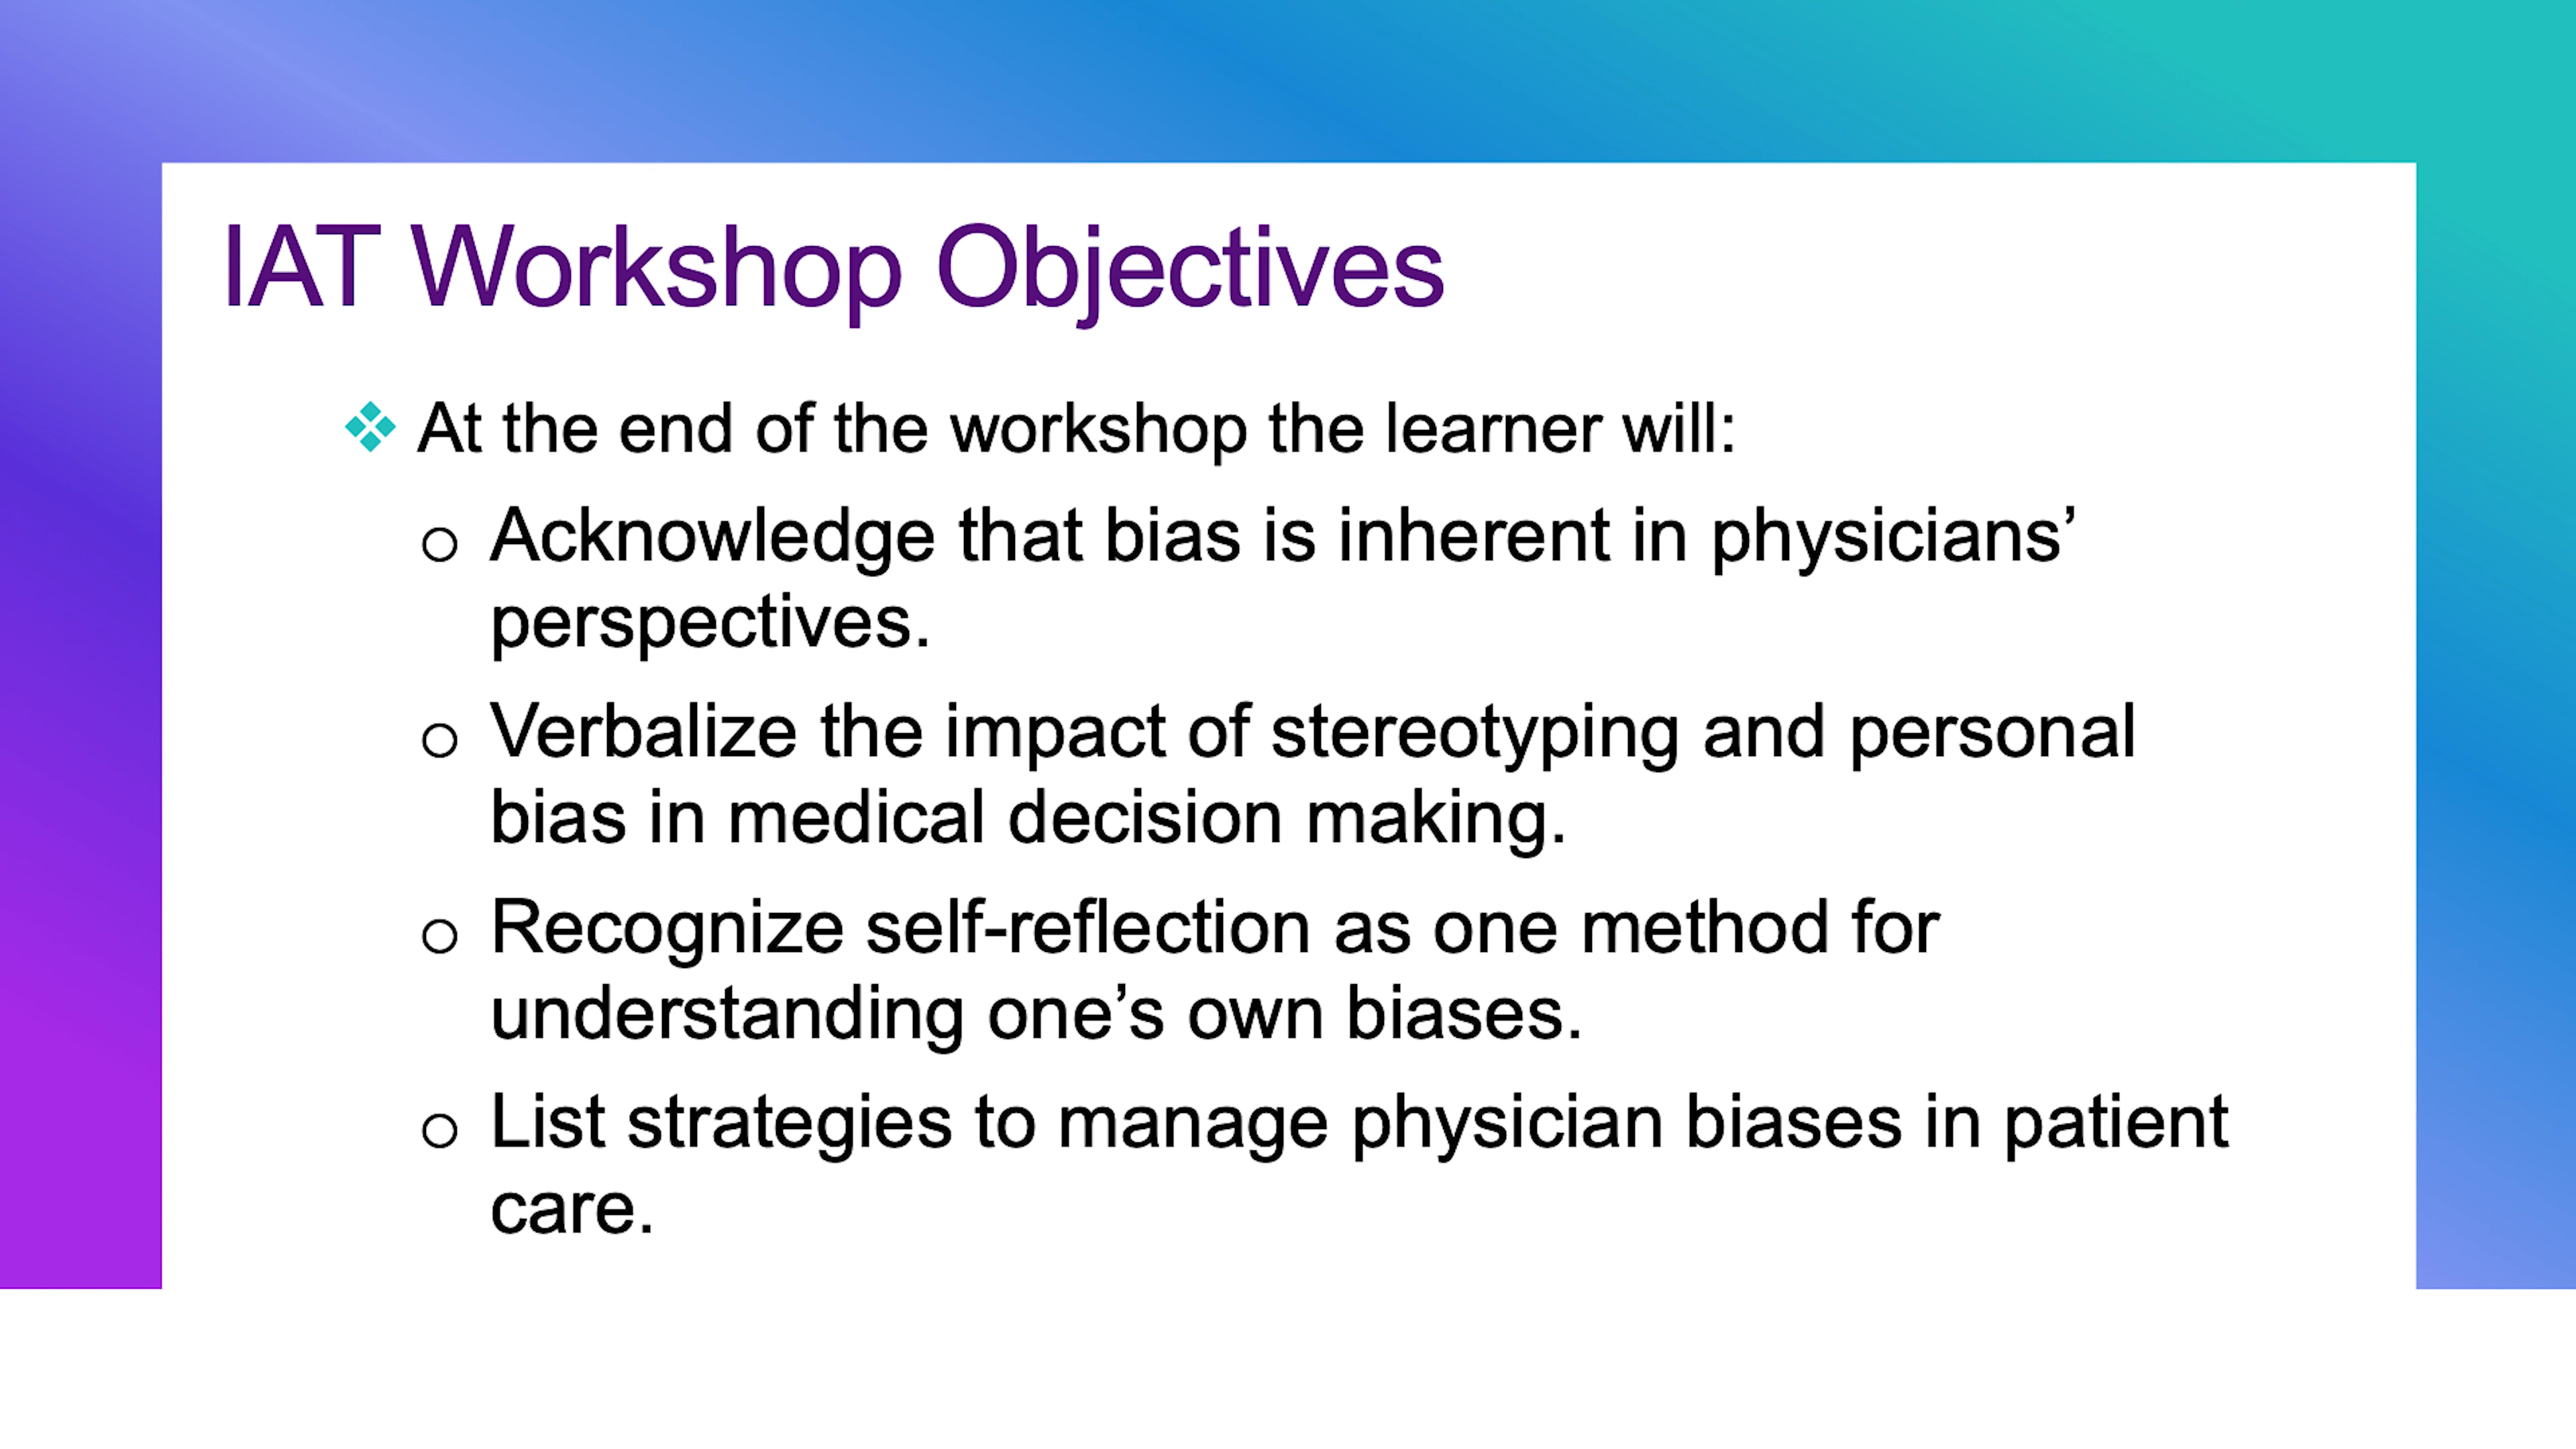 IAT Workshop Objectives
❖ At the end of the workshop the learner will:
o Acknowledge that bias is inherent in physicians’
perspectives.
o Verbalize the impact of stereotyping and personal
bias in medical decision making.
o Recognize self-reflection as one method for
understanding one’s own biases.
o List strategies to manage physician biases in patient
care.